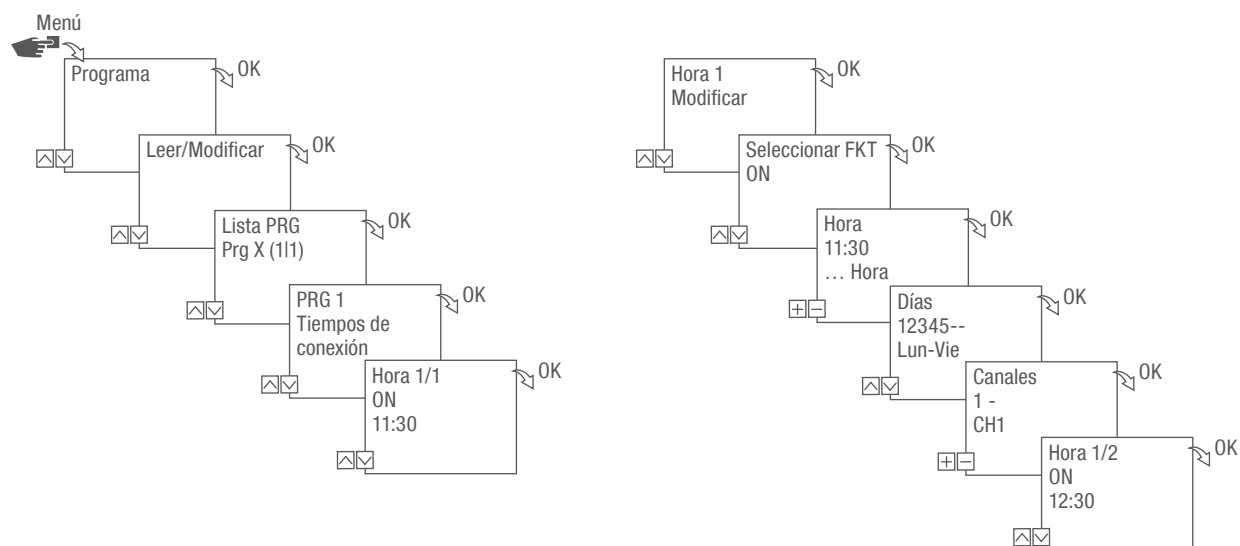 Menú
Programa
OK
Leer/Modificar
OK
Lista PRG
Prg X (1|1)
OK
PRG 1
Tiempos de
conexión
OK
Hora 1/1
ON
11:30
OK
Hora 1
Modificar
OK
Seleccionar FKT
ON
OK
Hora
11:30
… Hora
OK
Días
12345--
Lun-Vie
OK
Canales
1 -
CH1
OK
Hora 1/2
ON
12:30
OK